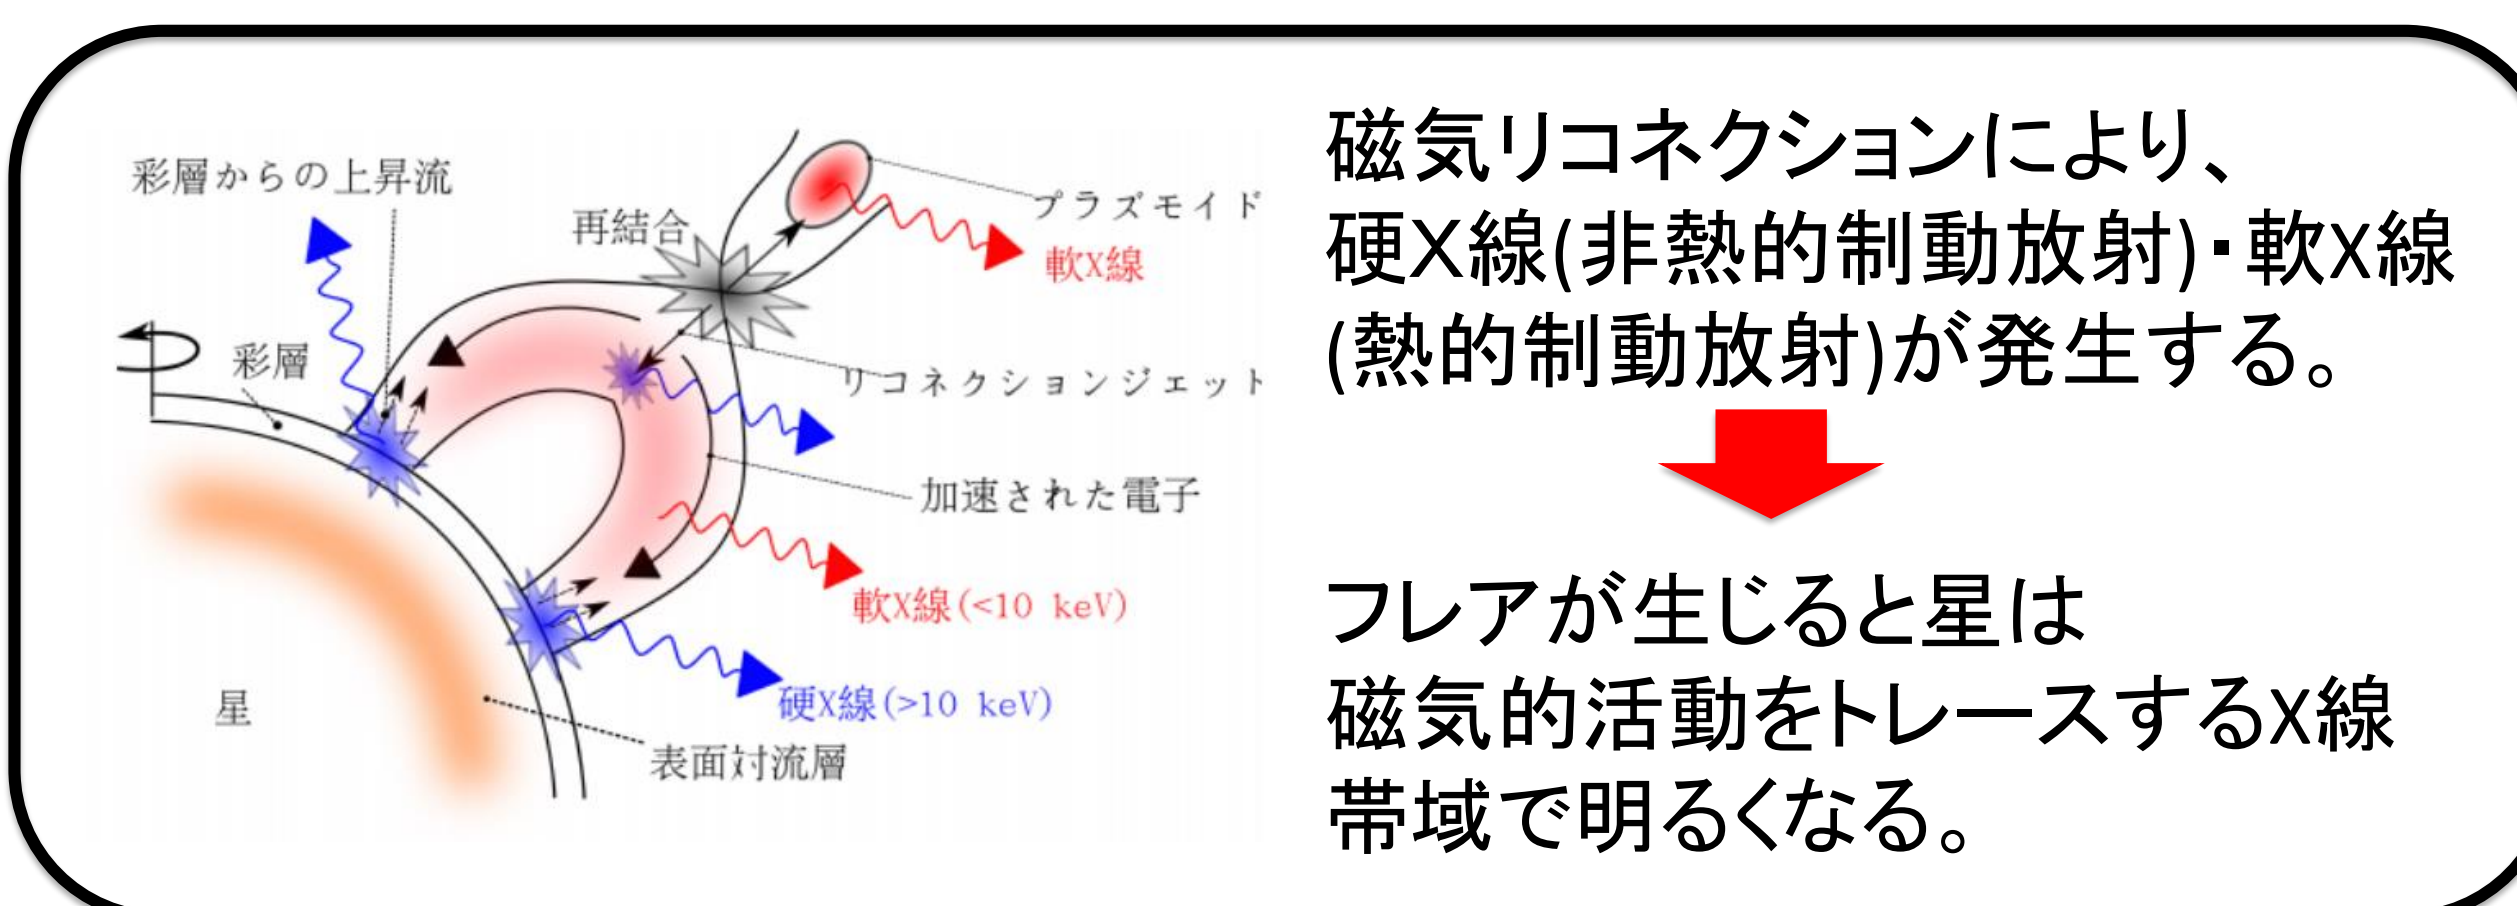 彩層からの上昇流
再結合
プラズモイド
軟X線
彩層
リコネクションジェット
加速された電子
軟X線(<10 keV)
硬X線(>10 keV)
星
表面対流層
磁気リコネクションにより、
硬X線(非熱的制動放射)・軟X線
(熱的制動放射)が発生する。
フレアが生じると星は
磁気的活動をトレースするX線
帯域で明るくなる。